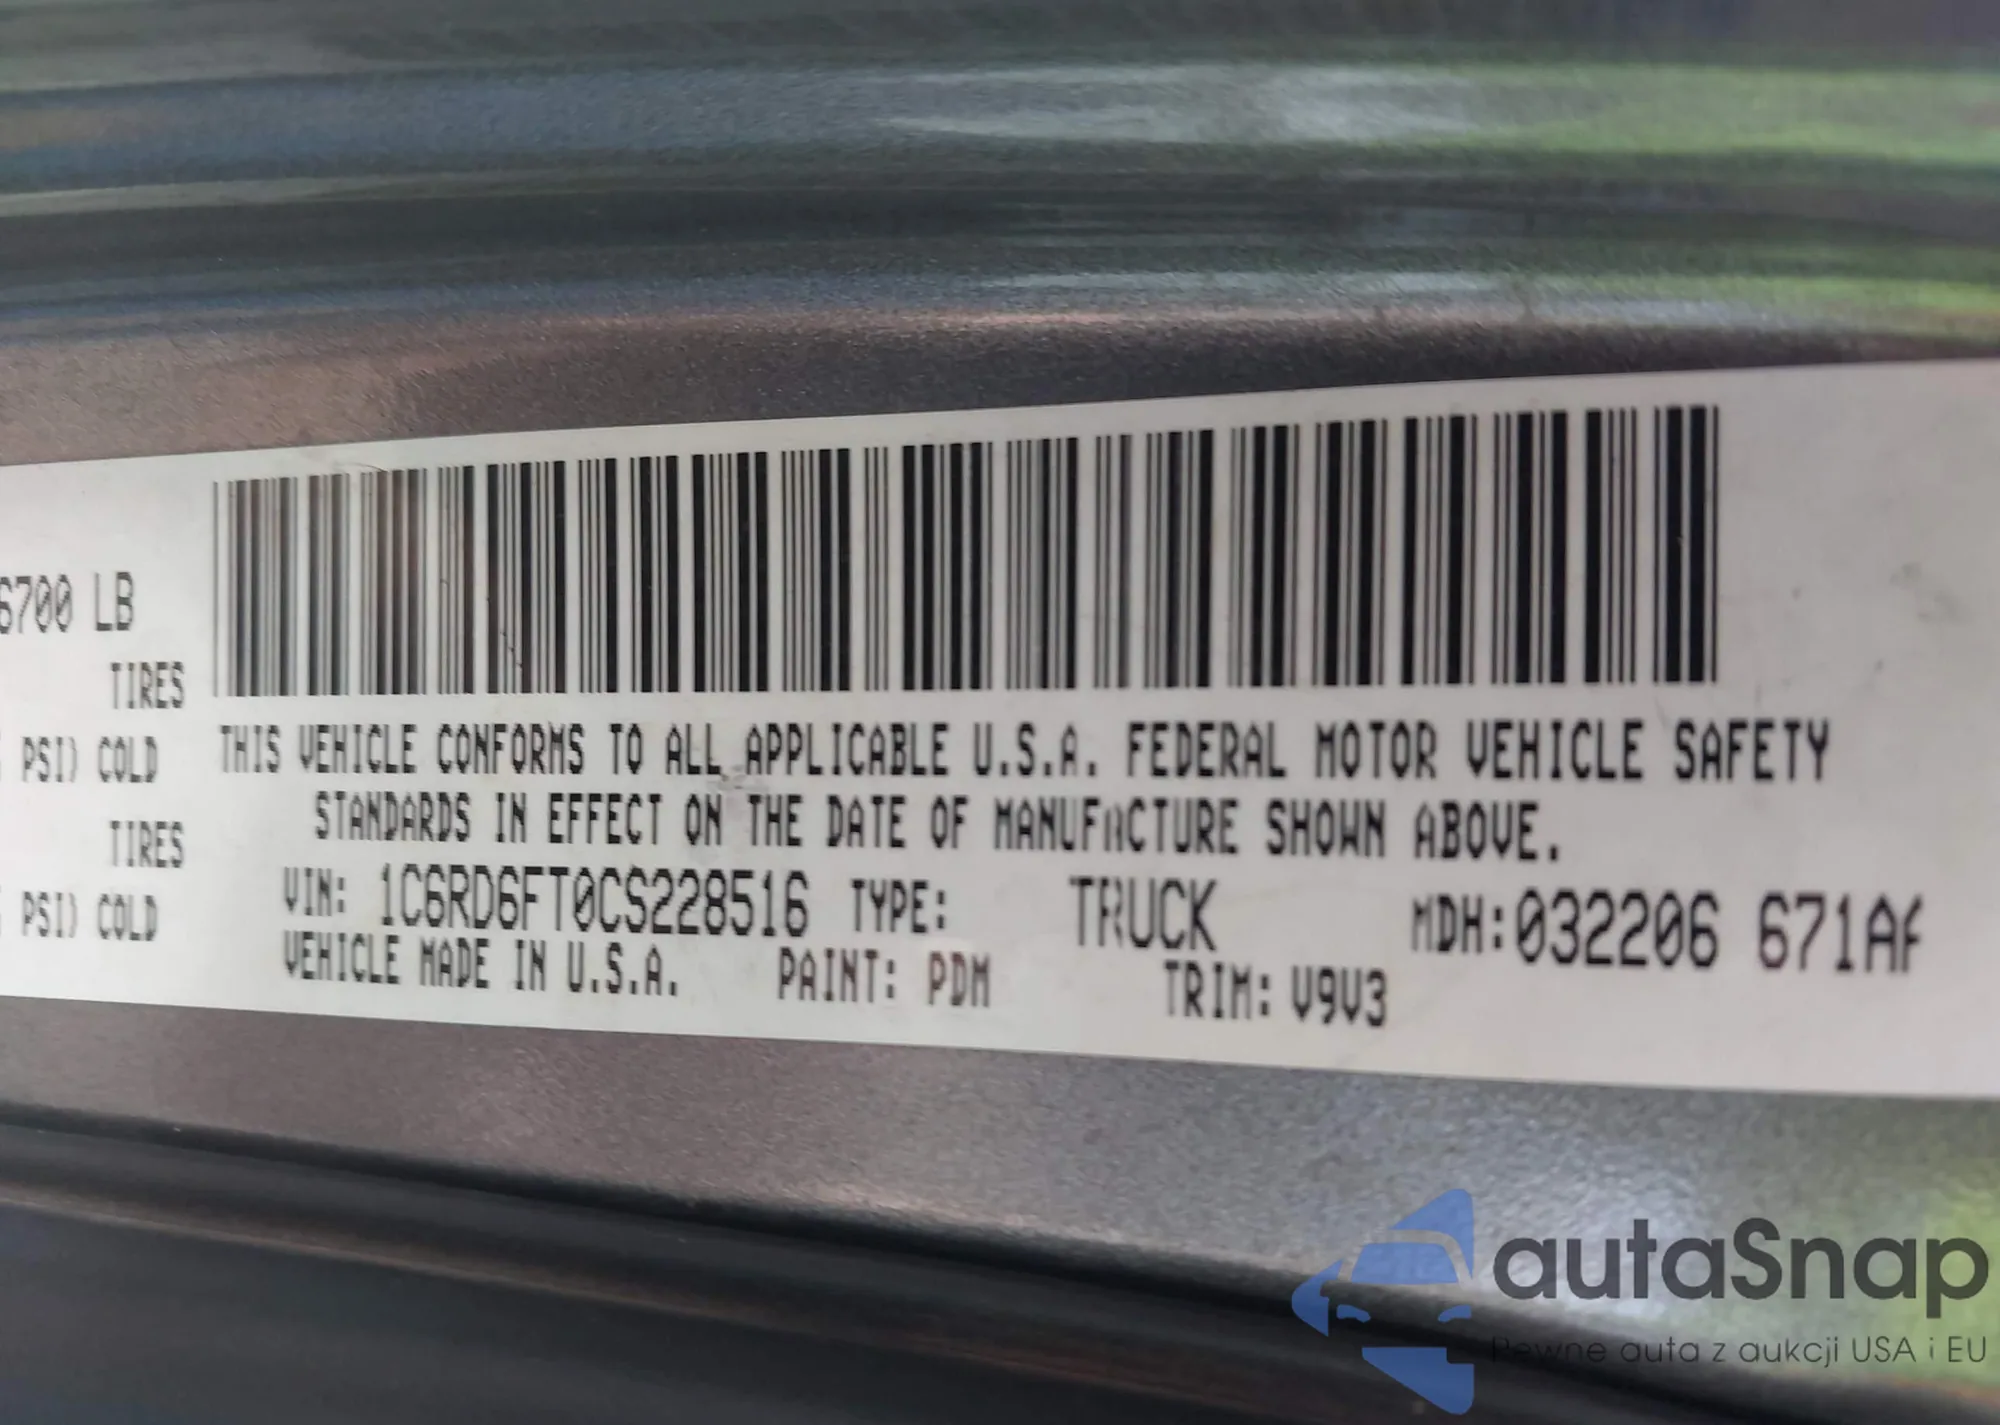 6700 LB
TIRES
PSI) COLD
TIRES
PSI) COLD
THIS VEHICLE CONFORMS TO ALL APPLICABLE U.S.A. FEDERAL MOTOR VEHICLE SAFETY
STANDARDS IN EFFECT ON THE DATE OF MANUFACTURE SHOWN ABOVE.
VIN: 1C6RD6FT0CS228516 TYPE: TRUCK MDH:032206 671AA
VEHICLE MADE IN U.S.A. PAINT: PDM TRIM: V9V3
autaSnap
Pewne auta z aukcji USA i EU